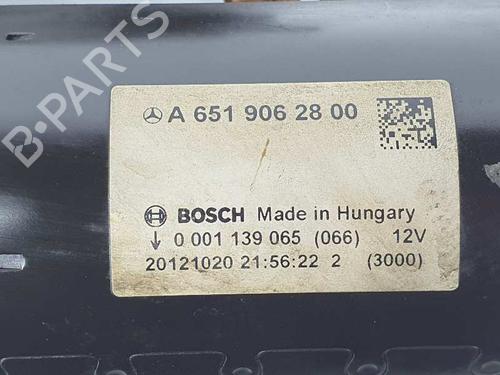 A 651 906 28 00
BOSCH Made in Hungary
↓ 0 001 139 065 (066) 12V
20121020 21:56:22 2 (3000)
B-PARTS